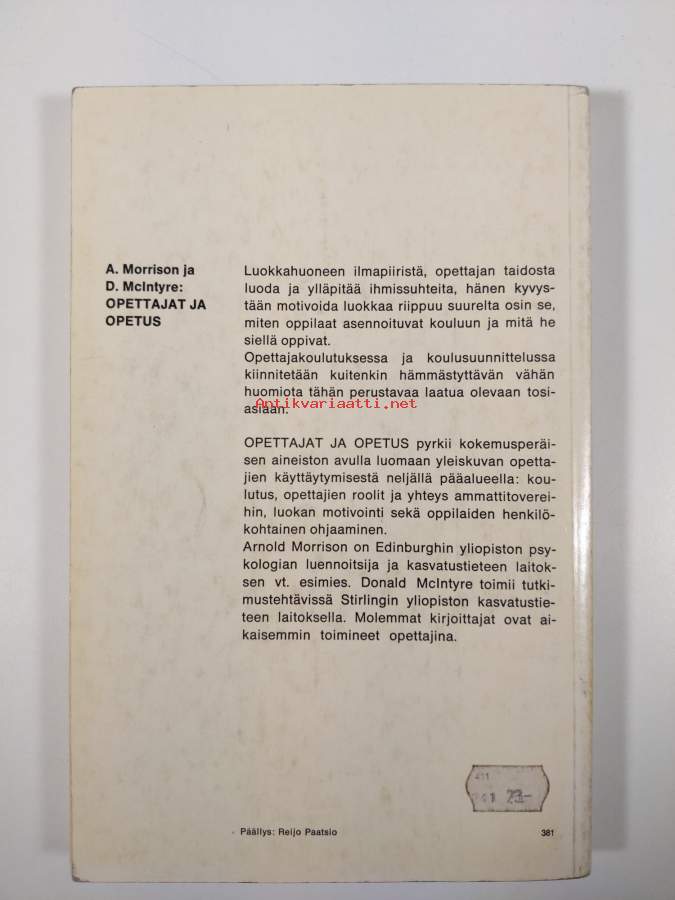 A. Morrison ja
D. McIntyre:
OPETTAJAT JA
OPETUS
Luokkahuoneen ilmapiiristä, opettajan taidosta
luoda ja ylläpitää ihmissuhteita, hänen kyvys-
tään motivoida luokkaa riippuu suurelta osin se,
miten oppilaat asennoituvat kouluun ja mitä he
siellä oppivat.
Opettajakoulutuksessa ja koulusuunnittelussa
kiinnitetään kuitenkin hämmästyttävän vähän
huomiota tähän perustavaa laatua olevaan tosi-
asiaan.
Antikvariaatti.net
OPETTAJAT JA OPETUS pyrkii kokemusperäi-
sen aineiston avulla luomaan yleiskuvan opetta-
jien käyttäytymisestä neljällä pääalueella: kou-
lutus, opettajien roolit ja yhteys ammattitoverei-
hin, luokan motivointi sekä oppilaiden henkilö-
kohtainen ohjaaminen.
Arnold Morrison on Edinburghin yliopiston psy-
kologian luennoitsija ja kasvatustieteen laitok-
sen vt. esimies. Donald McIntyre toimii tutki-
mustehtävissä Stirlingin yliopiston kasvatustie-
teen laitoksella. Molemmat kirjoittajat ovat ai-
kaisemmin toimineet opettajina.
23-
Päällys: Reijo Paatsio
381